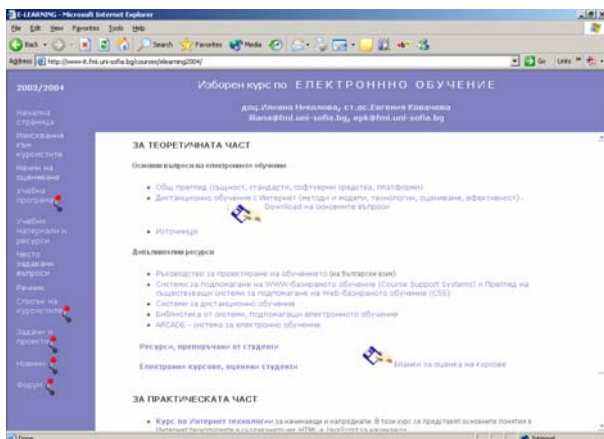 E-LEARNING - Microsoft Internet Explorer
File Edit View Favorites Tools Help
Back Search Favorites Media
Address http://www-it.fmi.uni-sofia.bg/courses/elearning2004/ Go Links
2003/2004
Начална страница
Изисквания към курсистите
Начин на оценяване
Учебна програма
Учебни материали и ресурси
Често задавани въпроси
Речник
Списък на курсистите
Задачи и проекти
Новини
Форум
Изборен курс по ЕЛЕКТРОНННО ОБУЧЕНИЕ
доц.Илиана Николова, ст.ас.Евгения Ковачева
iliana@fmi.uni-sofia.bg, epk@fmi.uni-sofia.bg
ЗА ТЕОРЕТИЧНАТА ЧАСТ
Основни въпроси на електронното обучение
Общ преглед (същност, стандарти, софтуерни средства, платформи)
Дистанционно обучение с Интернет (методи и модели, технологии, оценяване, ефективност)-
Download на основните въпроси
Източници
Допълнителни ресурси
Ръководство за проектиране на обучението (на български език)
Системи за подпомагане на WWW-базираното обучение (Course Support Systems) и Преглед на
съществуващи системи за подпомагане на Web-базираното обучение (CSS)
Системи за дистанционно обучение
Библиотека от системи, подпомагащи електронното обучение
ARCADE - система за електронно обучение
Ресурси, препоръчани от студенти
Електронни курсове, оценени студенти
Бланки за оценка на курсове
ЗА ПРАКТИЧЕСКАТА ЧАСТ
Курс по Интернет технологии за начинаещи и напреднали. В този курс се представят основните понятия в
Done Internet